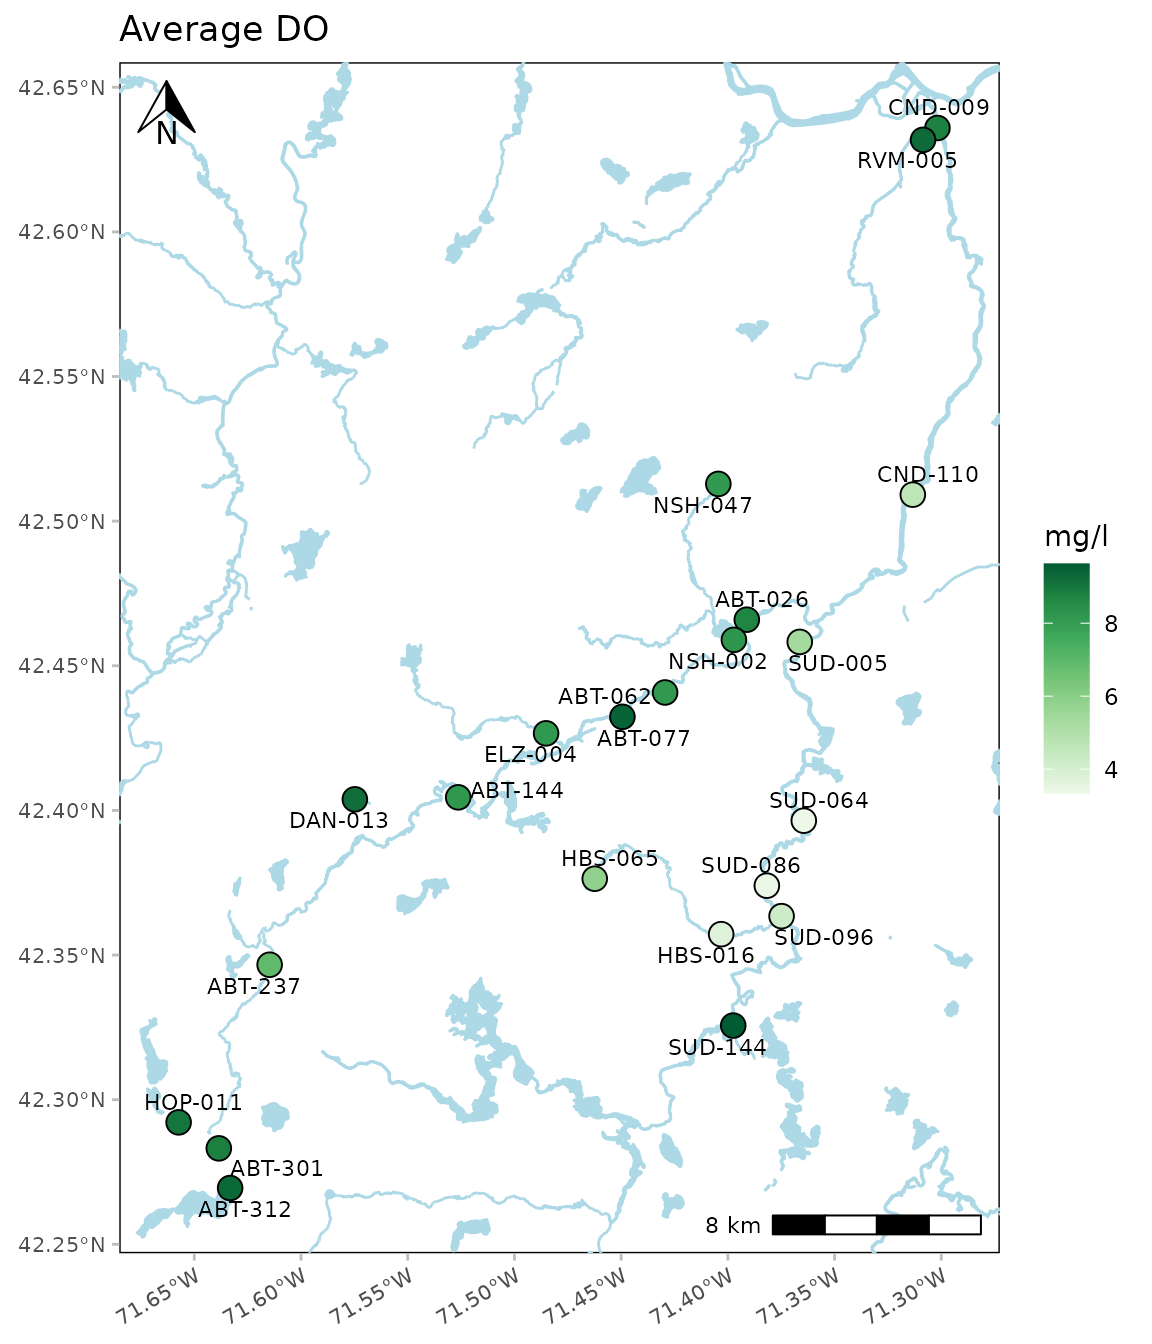 Average DO
42.65°N
N
CND-009
RVM-005
42.60°N
42.55°N
CND-110
NSH-047
42.50°N
mg/l
ABT-026
8
NSH-002
SUD-005
42.45°N
ABT-062
6
ABT-077
ELZ-004
4
ABT-144
SUD-064
42.40°N
DAN-013
HBS-065
SUD-086
SUD-096
42.35°N
HBS-016
ABT-237
SUD-144
42.30°N
HOP-011
ABT-301
ABT-312
8 km
42.25°N
71.65°W
71.60°W
71.55°W
71.50°W
71.45°W
71.40°W
71.35°W
71.30°W